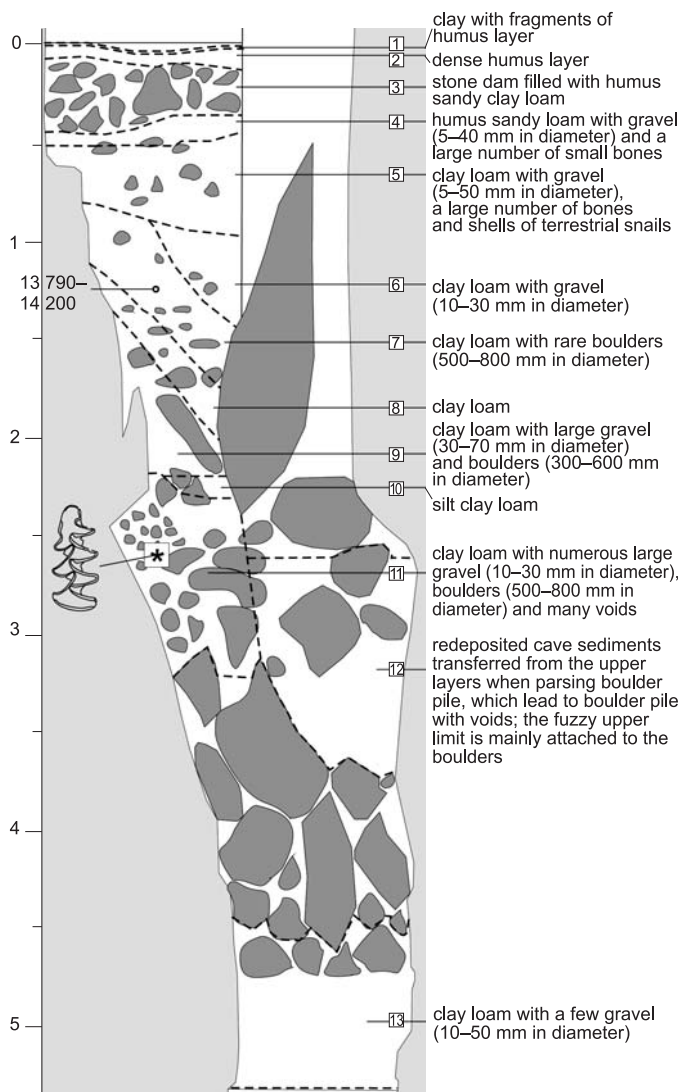 0
1
2
3
4
5
13 790–
14 200
1
clay with fragments of
humus layer
2
dense humus layer
3
stone dam filled with humus
sandy clay loam
4
humus sandy loam with gravel
(5–40 mm in diameter) and a
large number of small bones
5
clay loam with gravel
(5–50 mm in diameter),
a large number of bones
and shells of terrestrial snails
6
clay loam with gravel
(10–30 mm in diameter)
7
clay loam with rare boulders
(500–800 mm in diameter)
8
clay loam
9
clay loam with large gravel
(30–70 mm in diameter)
and boulders (300–600 mm
in diameter)
10
silt clay loam
*
11
clay loam with numerous large
gravel (10–30 mm in diameter),
boulders (500–800 mm in
diameter) and many voids
12
redeposited cave sediments
transferred from the upper
layers when parsing boulder
pile, which lead to boulder pile
with voids; the fuzzy upper
limit is mainly attached to the
boulders
13
clay loam with a few gravel
(10–50 mm in diameter)